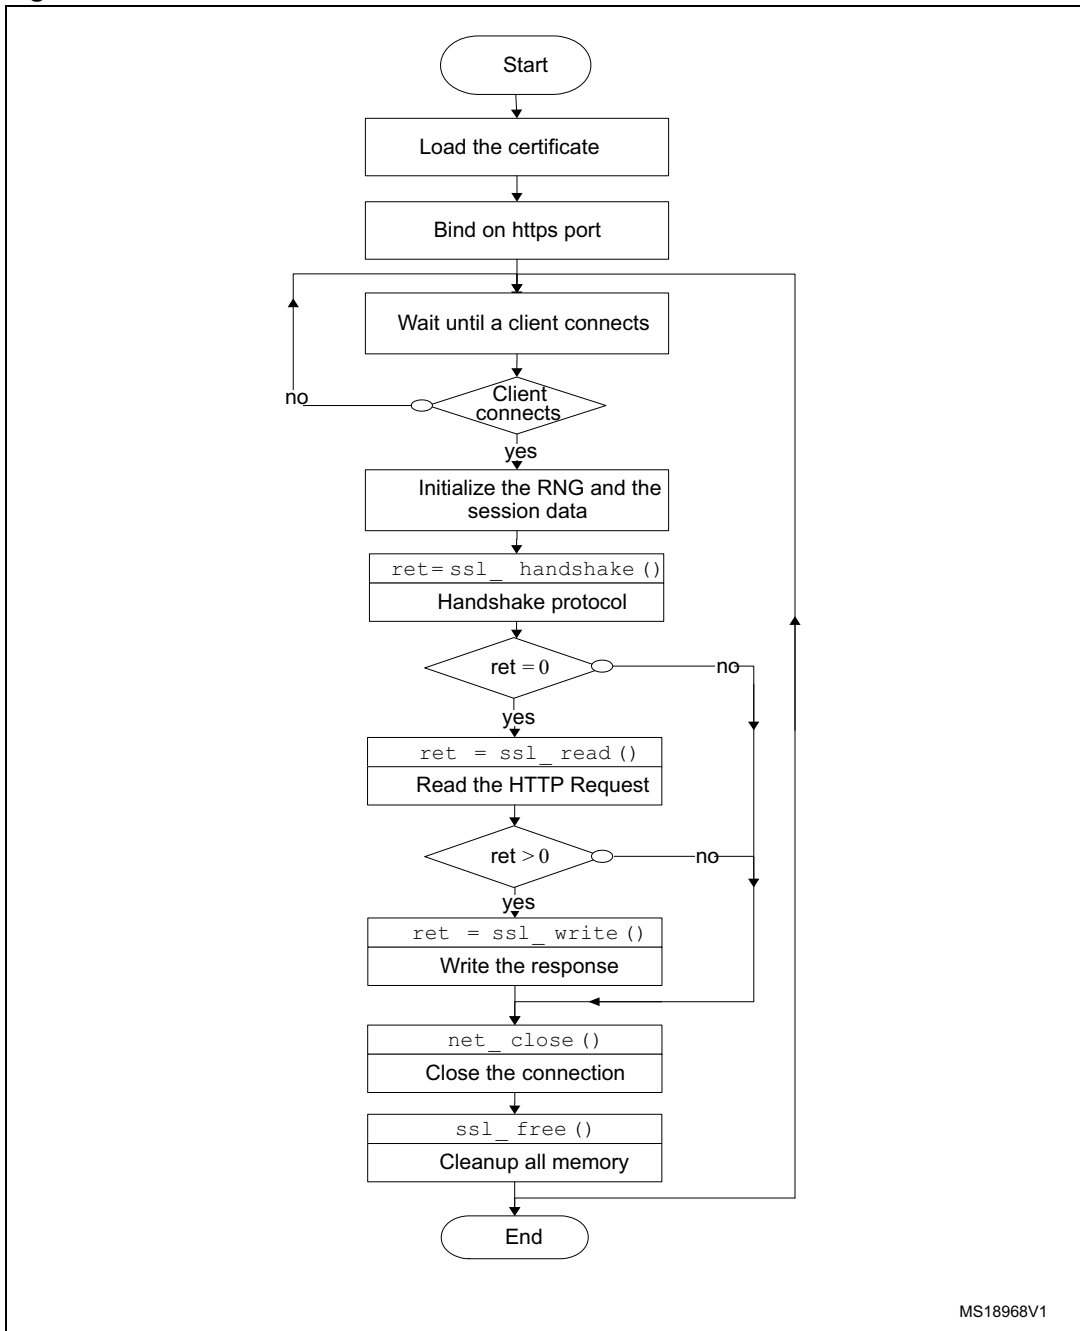 Start
Load the certificate
Bind on https port
Wait until a client connects
Client
connects
no
yes
Initialize the RNG and the
session data
ret= ssl_ handshake ()
Handshake protocol
ret = 0
no
yes
ret = ssl_ read ()
Read the HTTP Request
ret > 0
no
yes
ret = ssl_ write ()
Write the response
net_ close ()
Close the connection
ssl_ free ()
Cleanup all memory
End
MS18968V1